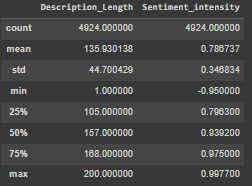 Description_Length Sentiment_intensity
count 4924.000000 4924.000000
mean 135.930138 0.786737
std 44.700429 0.346834
min 1.000000 -0.950000
25% 105.000000 0.796300
50% 157.000000 0.939200
75% 168.000000 0.975000
max 200.000000 0.997700